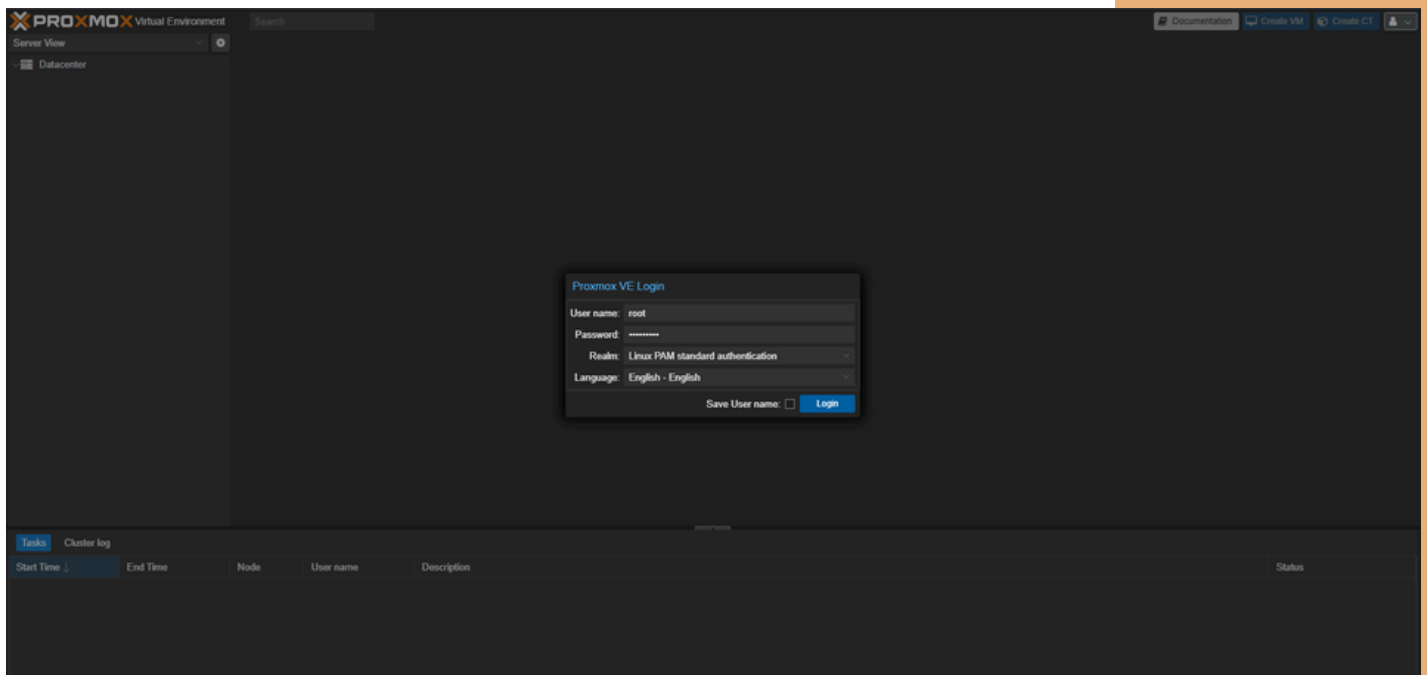 PROXMOX Virtual Environment Search Documentation Create VM Create CT
Server View
Datacenter
Proxmox VE Login
User name: root
Password: ---------
Realm: Linux PAM standard authentication
Language: English - English
Save User name: Login
Tasks Cluster log
Start Time ↓ End Time Node User name Description Status